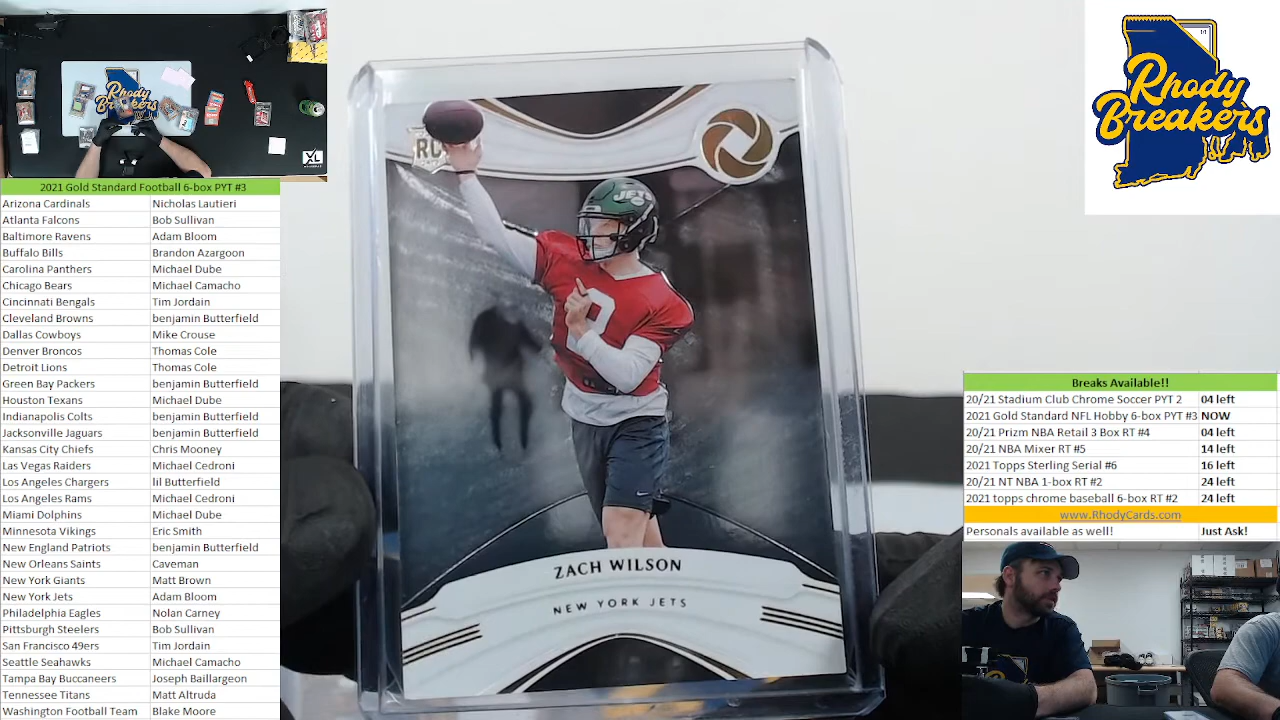 2021 Gold Standard Football 6-box PYT #3
Arizona Cardinals Nicholas Lautieri
Atlanta Falcons Bob Sullivan
Baltimore Ravens Adam Bloom
Buffalo Bills Brandon Azargoon
Carolina Panthers Michael Dube
Chicago Bears Michael Camacho
Cincinnati Bengals Tim Jordain
Cleveland Browns benjamin Butterfield
Dallas Cowboys Mike Crouse
Denver Broncos Thomas Cole
Detroit Lions Thomas Cole
Green Bay Packers benjamin Butterfield
Houston Texans Michael Dube
Indianapolis Colts benjamin Butterfield
Jacksonville Jaguars benjamin Butterfield
Kansas City Chiefs Chris Mooney
Las Vegas Raiders Michael Cedroni
Los Angeles Chargers lil Butterfield
Los Angeles Rams Michael Cedroni
Miami Dolphins Michael Dube
Minnesota Vikings Eric Smith
New England Patriots benjamin Butterfield
New Orleans Saints Caveman
New York Giants Matt Brown
New York Jets Adam Bloom
Philadelphia Eagles Nolan Carney
Pittsburgh Steelers Bob Sullivan
San Francisco 49ers Tim Jordain
Seattle Seahawks Michael Camacho
Tampa Bay Buccaneers Joseph Baillargeon
Tennessee Titans Matt Altruda
Washington Football Team Blake Moore
Rhody
Breakers
XL
RC
JETS
2
ZACH WILSON
NEW YORK JETS
1/1
Rhody
Breakers
Breaks Available!!
20/21 Stadium Club Chrome Soccer PYT 2 04 left
2021 Gold Standard NFL Hobby 6-box PYT #3 NOW
20/21 Prizm NBA Retail 3 Box RT #4 04 left
20/21 NBA Mixer RT #5 14 left
2021 Topps Sterling Serial #6 16 left
20/21 NT NBA 1-box RT #2 24 left
2021 topps chrome baseball 6-box RT #2 24 left
www.RhodyCards.com
Personals available as well! Just Ask!